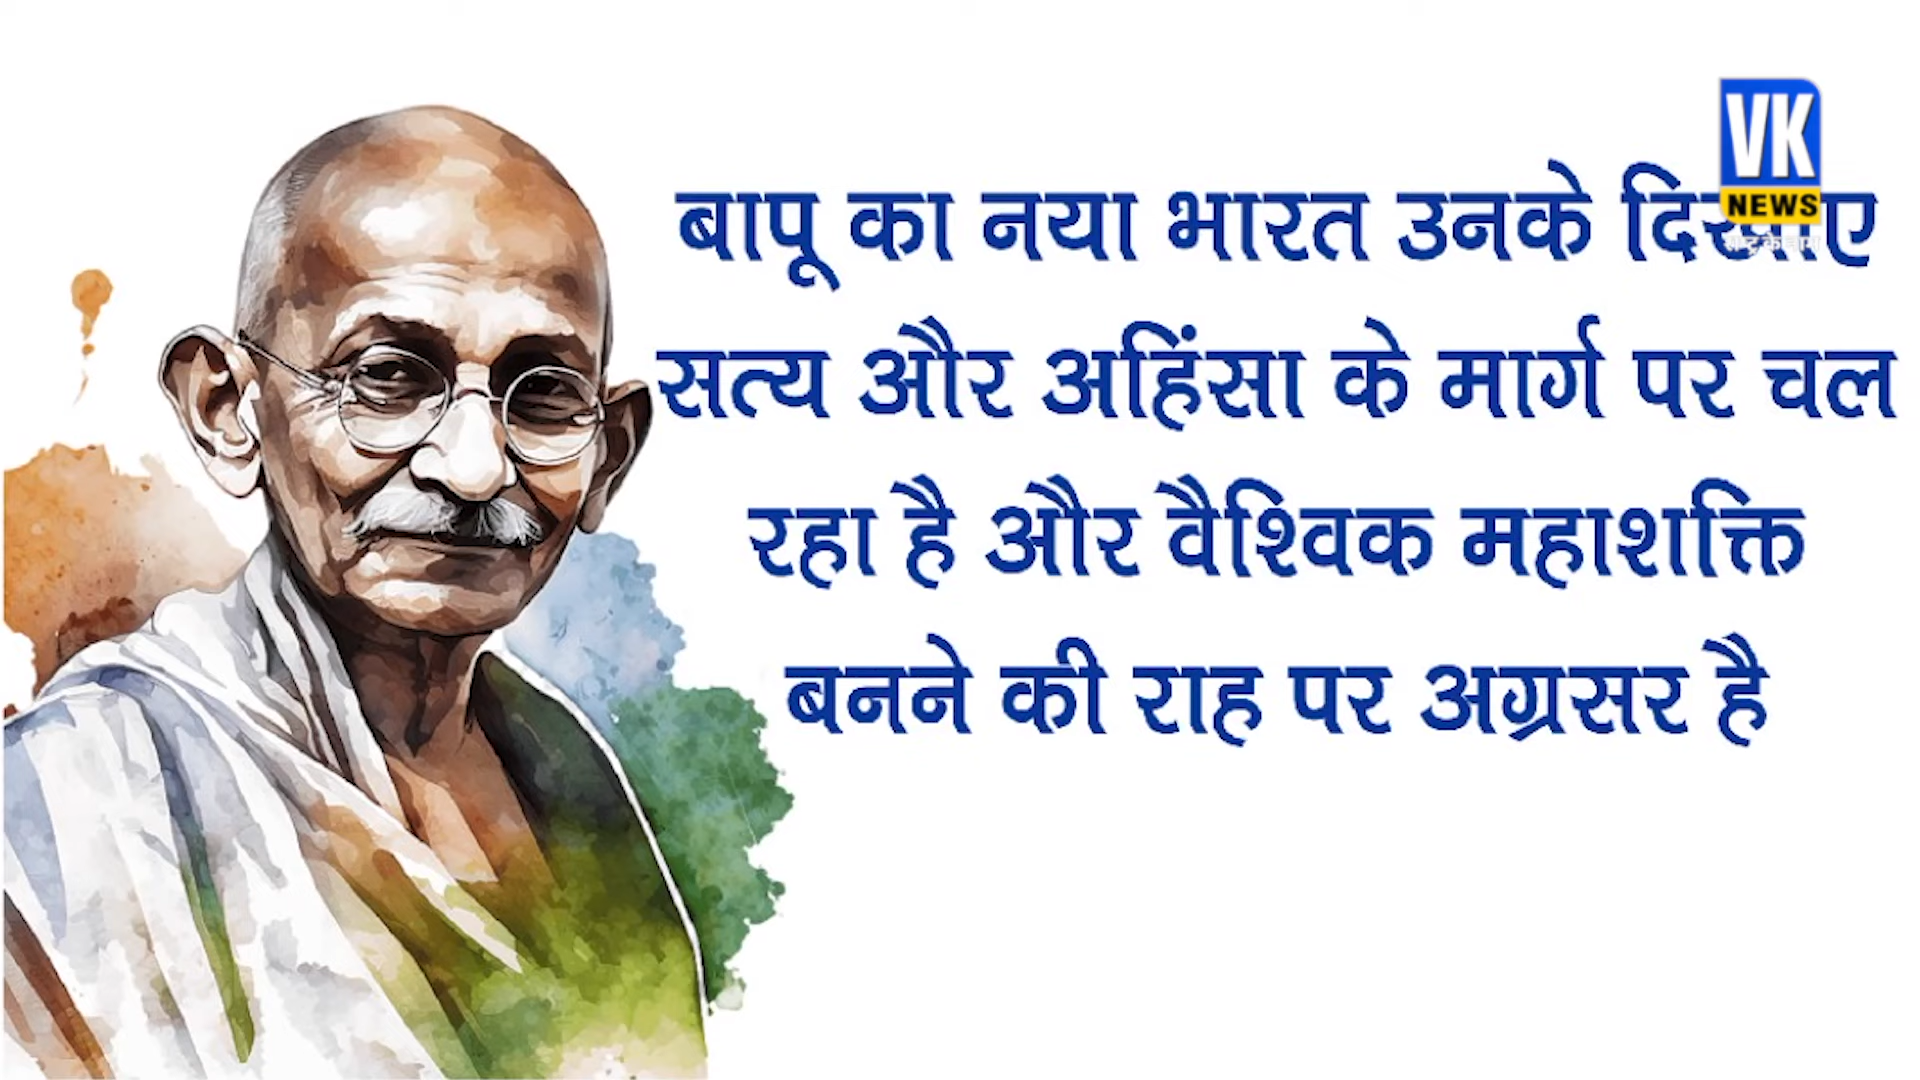 VK
NEWS
बापू का नया भारत उनके दिखाए
सत्य और अहिंसा के मार्ग पर चल
रहा है और वैश्विक महाशक्ति
बनने की राह पर अग्रसर है